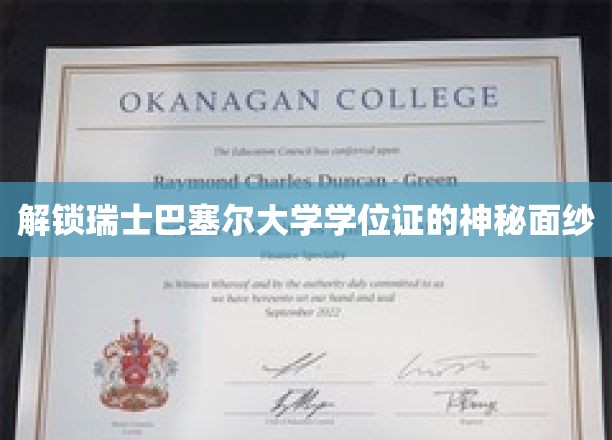 OKANAGAN COLLEGE
The Education Council has conferred upon
Raymond Charles Duncan - Green
解锁瑞士巴塞尔大学学位证的神秘面纱
Finance Specialty
In Witness Whereof and by the authority duly committed to us
we have hereunto set our hand and seal
September 2022